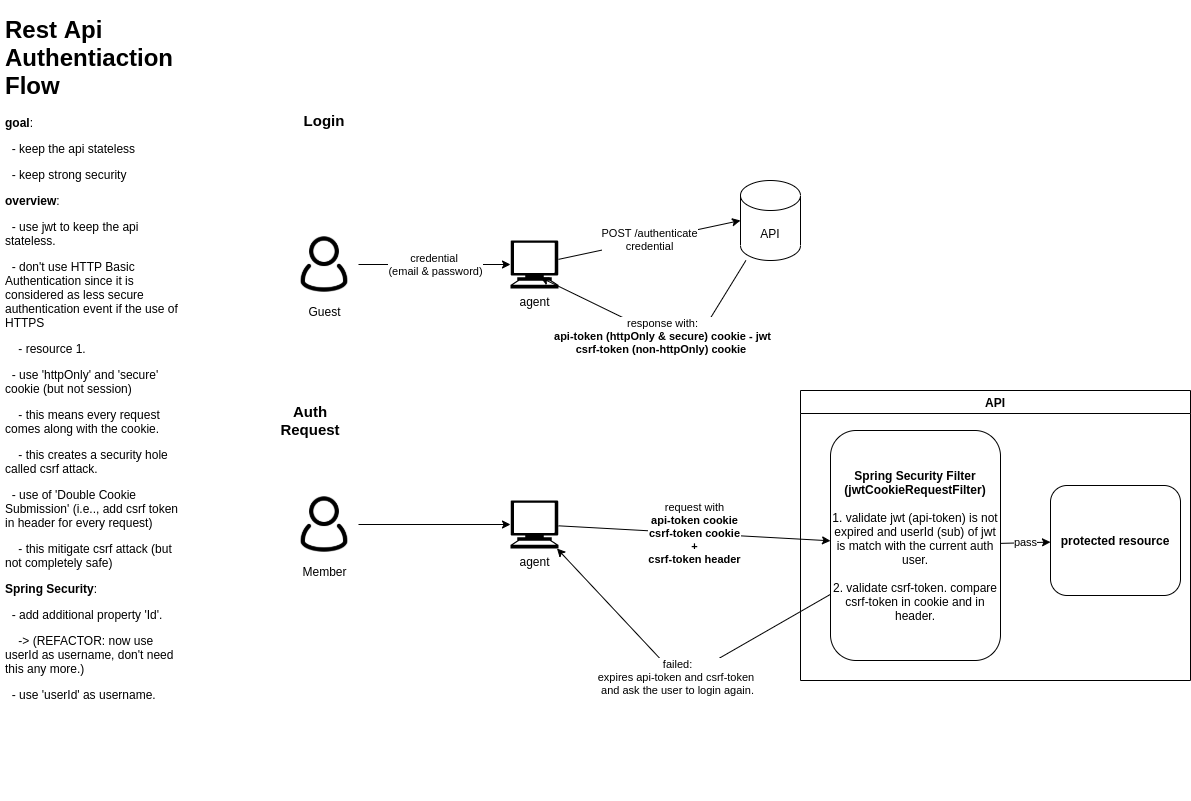 Rest Api
Authentiaction
Flow
goal:
- keep the api stateless
- keep strong security
overview:
- use jwt to keep the api
stateless.
- don't use HTTP Basic
Authentication since it is
considered as less secure
authentication event if the use of
HTTPS
- resource 1.
- use 'httpOnly' and 'secure'
cookie (but not session)
- this means every request
comes along with the cookie.
- this creates a security hole
called csrf attack.
- use of 'Double Cookie
Submission' (i.e.., add csrf token
in header for every request)
- this mitigate csrf attack (but
not completely safe)
Spring Security:
- add additional property 'Id'.
-> (REFACTOR: now use
userId as username, don't need
this any more.)
- use 'userId' as username.
Login
Guest
credential
(email & password)
agent
POST /authenticate
credential
API
response with:
api-token (httpOnly & secure) cookie - jwt
csrf-token (non-httpOnly) cookie
Auth
Request
Member
agent
request with
api-token cookie
csrf-token cookie
+
csrf-token header
failed:
expires api-token and csrf-token
and ask the user to login again.
API
Spring Security Filter
(jwtCookieRequestFilter)
1. validate jwt (api-token) is not
expired and userId (sub) of jwt
is match with the current auth
user.
2. validate csrf-token. compare
csrf-token in cookie and in
header.
pass
protected resource